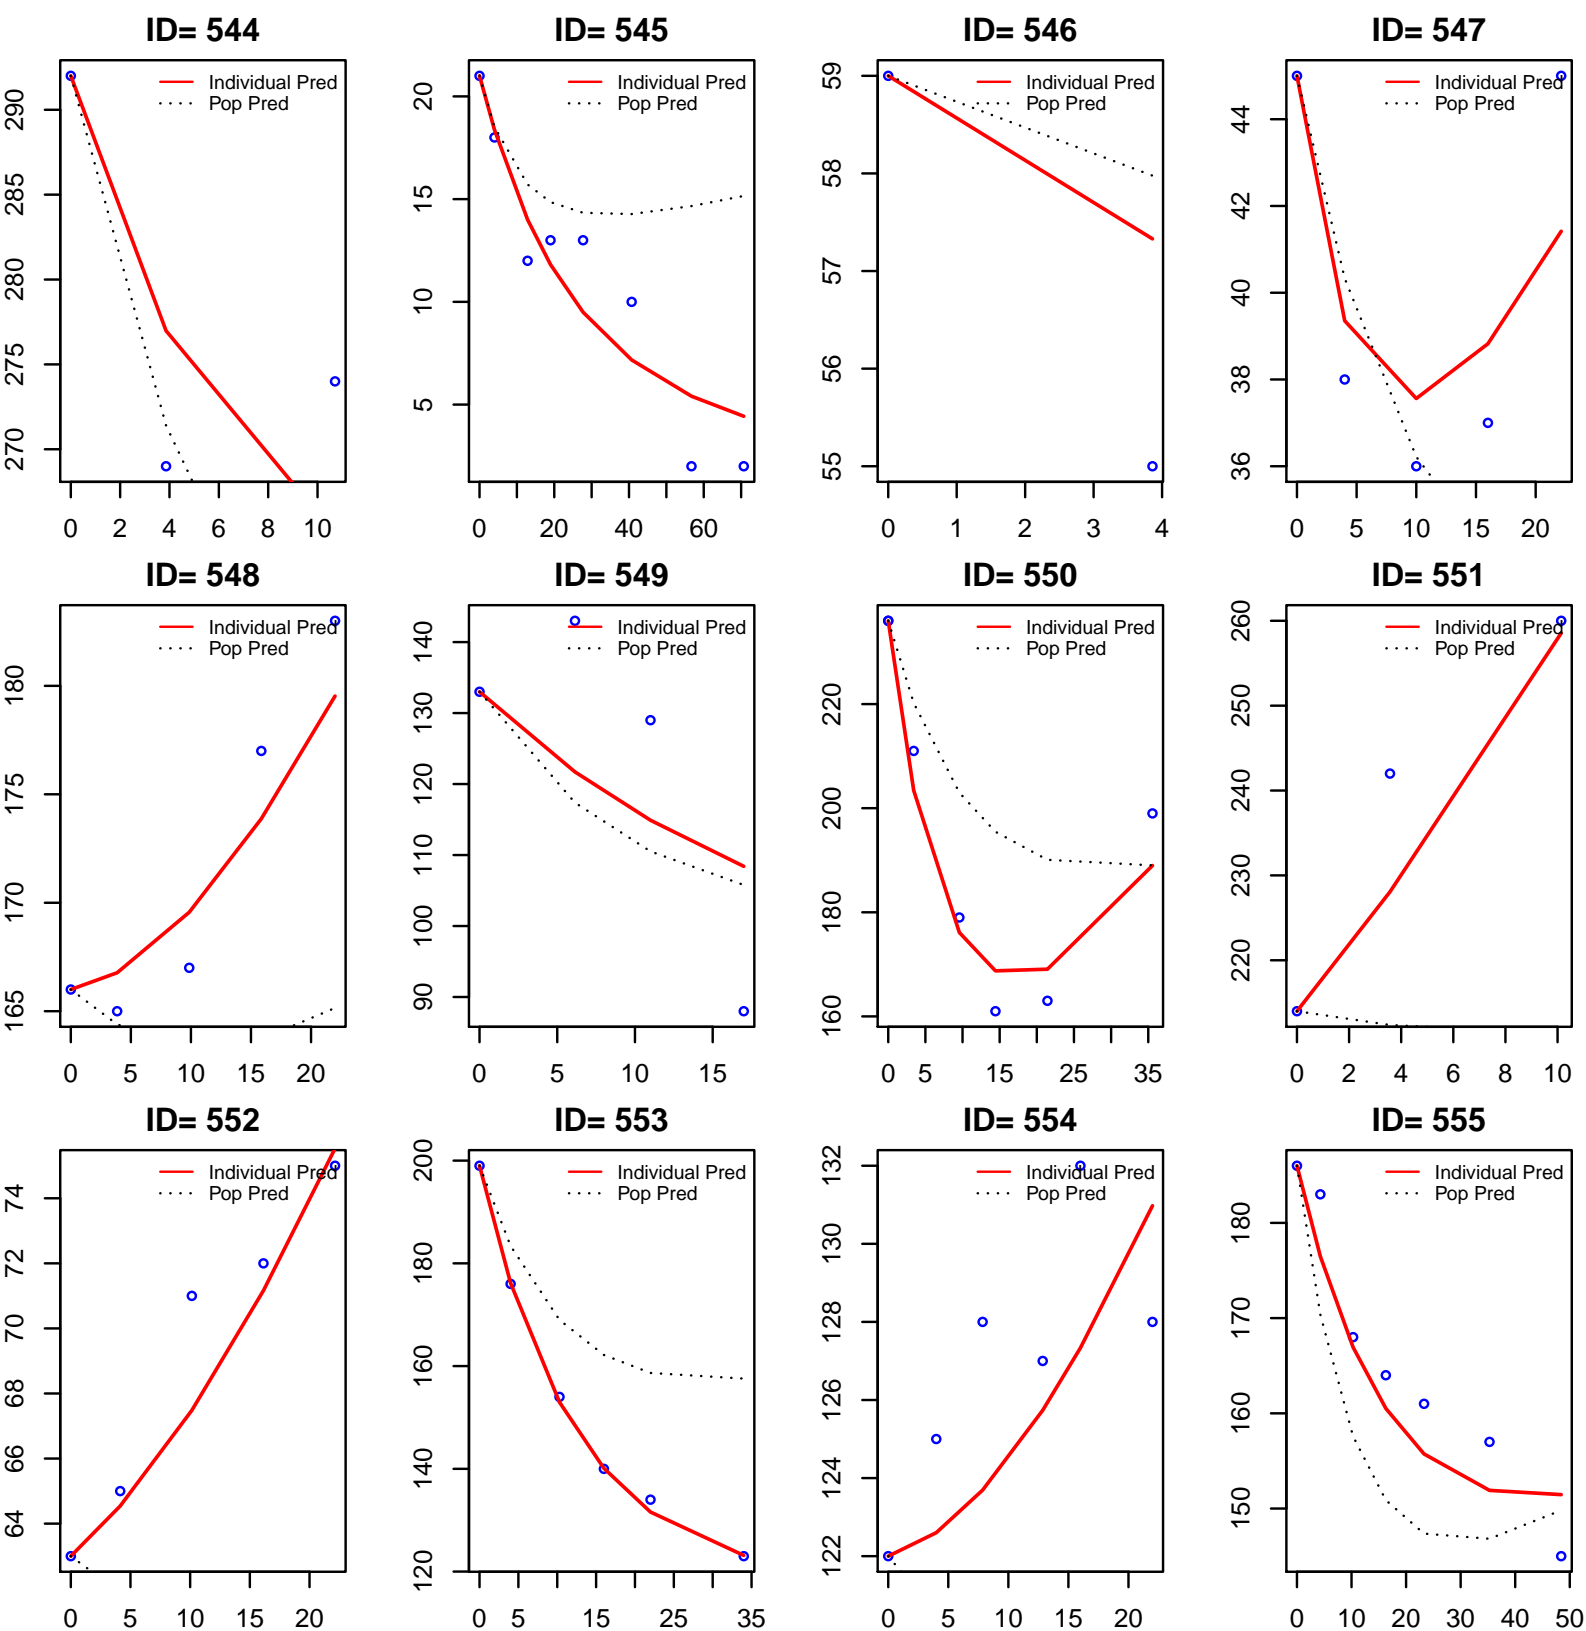 ID= 544
Individual Pred
Pop Pred
270 275 280 285 290
0 2 4 6 8 10
ID= 545
Individual Pred
Pop Pred
5 10 15 20
0 20 40 60
ID= 546
Individual Pred
Pop Pred
55 56 57 58 59
0 1 2 3 4
ID= 547
Individual Pred
Pop Pred
36 38 40 42 44
0 5 10 15 20
ID= 548
Individual Pred
Pop Pred
165 170 175 180
0 5 10 15 20
ID= 549
Individual Pred
Pop Pred
90 100 110 120 130 140
0 5 10 15
ID= 550
Individual Pred
Pop Pred
160 180 200 220
0 5 15 25 35
ID= 551
Individual Pred
Pop Pred
220 230 240 250 260
0 2 4 6 8 10
ID= 552
Individual Pred
Pop Pred
64 66 68 70 72 74
0 5 10 15 20
ID= 553
Individual Pred
Pop Pred
120 140 160 180 200
0 5 15 25 35
ID= 554
Individual Pred
Pop Pred
122 124 126 128 130 132
0 5 10 15 20
ID= 555
Individual Pred
Pop Pred
150 160 170 180
0 10 20 30 40 50